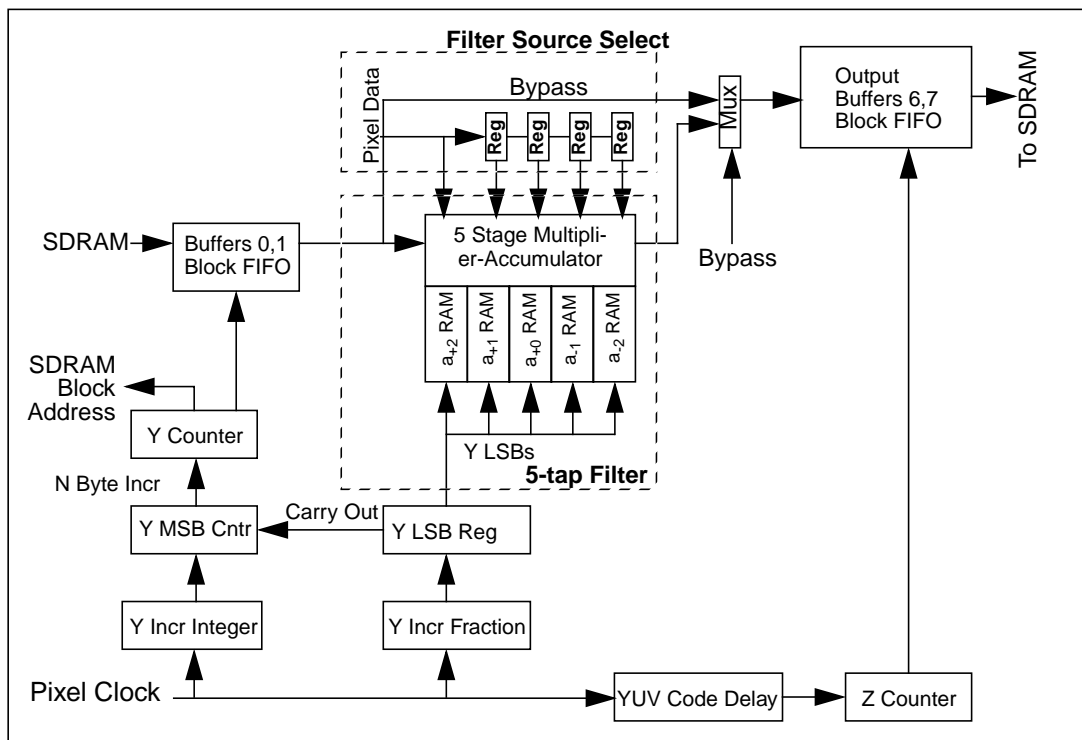 Filter Source Select
Pixel Data
Bypass
Reg
Reg
Reg
Reg
Mux
Output
Buffers 6,7
Block FIFO
To SDRAM
SDRAM
Buffers 0,1
Block FIFO
5 Stage Multipli-
er-Accumulator
Bypass
a+2 RAM
a+1 RAM
a+0 RAM
a-1 RAM
a-2 RAM
SDRAM
Block
Address
Y Counter
Y LSBs
5-tap Filter
N Byte Incr
Carry Out
Y MSB Cntr
Y LSB Reg
Y Incr Integer
Y Incr Fraction
Pixel Clock
YUV Code Delay
Z Counter